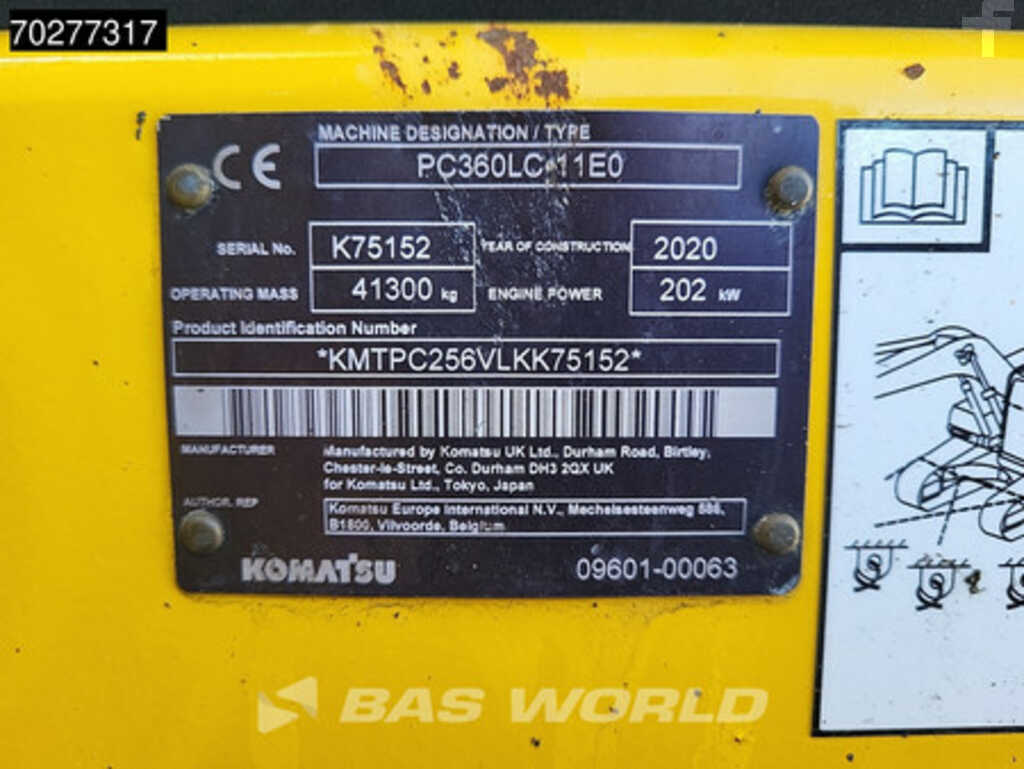 70277317
CE
MACHINE DESIGNATION / TYPE
PC360LC-11E0
SERIAL No. K75152 YEAR OF CONSTRUCTION 2020
OPERATING MASS 41300 kg ENGINE POWER 202 kW
Product Identification Number
*KMTPC256VLKK75152*
MANUFACTURER Manufactured by Komatsu UK Ltd., Durham Road, Birtley,
Chester-le-Street, Co. Durham DH3 2QX UK
for Komatsu Ltd., Tokyo, Japan
AUTHOR. REP Komatsu Europe International N.V., Mechelsesteenweg 586,
B1800, Vilvoorde, Belgium
KOMATSU 09601-00063
BAS WORLD